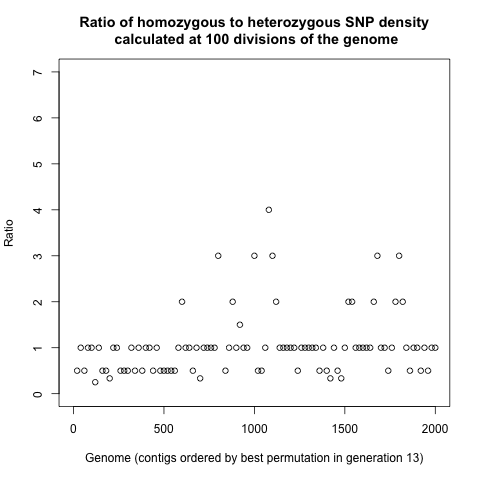 Ratio of homozygous to heterozygous SNP density
calculated at 100 divisions of the genome
7
6
5
4
3
2
1
0
Ratio
0 500 1000 1500 2000
Genome (contigs ordered by best permutation in generation 13)